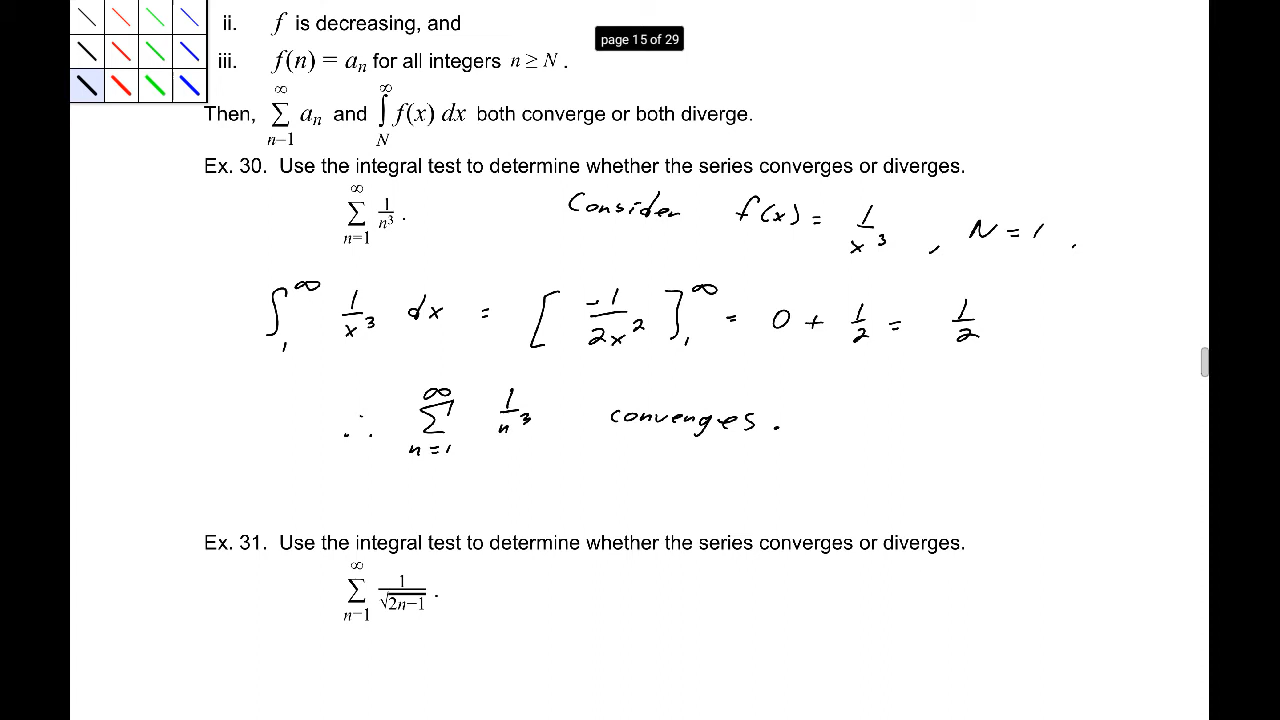 ii. f is decreasing, and
page 15 of 29
iii. f(n) = aₙ for all integers n ≥ N .
Then, ∑_{n−1}^{∞} aₙ and ∫_{N}^{∞} f(x) dx both converge or both diverge.
Ex. 30. Use the integral test to determine whether the series converges or diverges.
∑_{n=1}^{∞} 1/n³ . Consider f(x) = 1/x³ , N = 1 .
∫_{1}^{∞} 1/x³ dx = [ −1/2x² ]_{1}^{∞} = 0 + 1/2 = 1/2
∴ ∑_{n=1}^{∞} 1/n³ converges .
Ex. 31. Use the integral test to determine whether the series converges or diverges.
∑_{n−1}^{∞} 1/√(2n−1) .